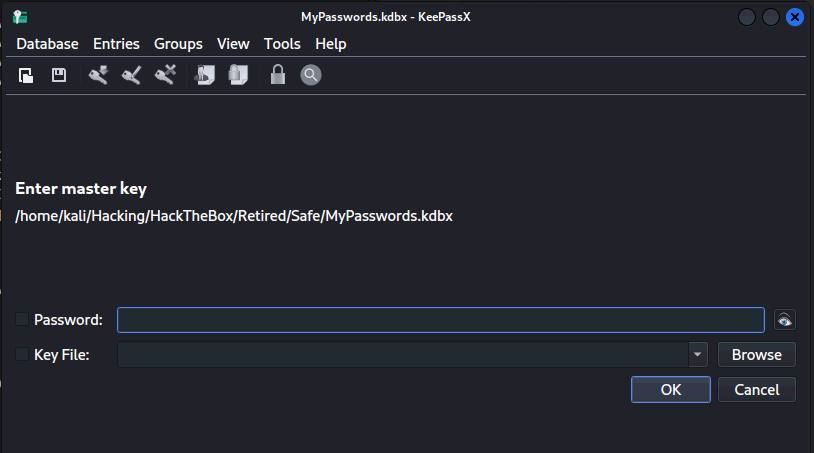 MyPasswords.kdbx - KeePassX
Database Entries Groups View Tools Help
Enter master key
/home/kali/Hacking/HackTheBox/Retired/Safe/MyPasswords.kdbx
Password:
Key File:
Browse
OK Cancel